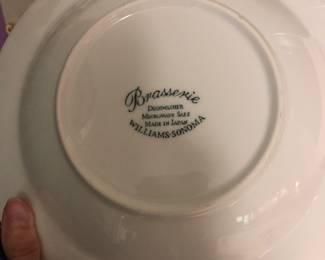 Brasserie
DISHWASHER
MICROWAVE SAFE
MADE IN JAPAN
WILLIAMS-SONOMA